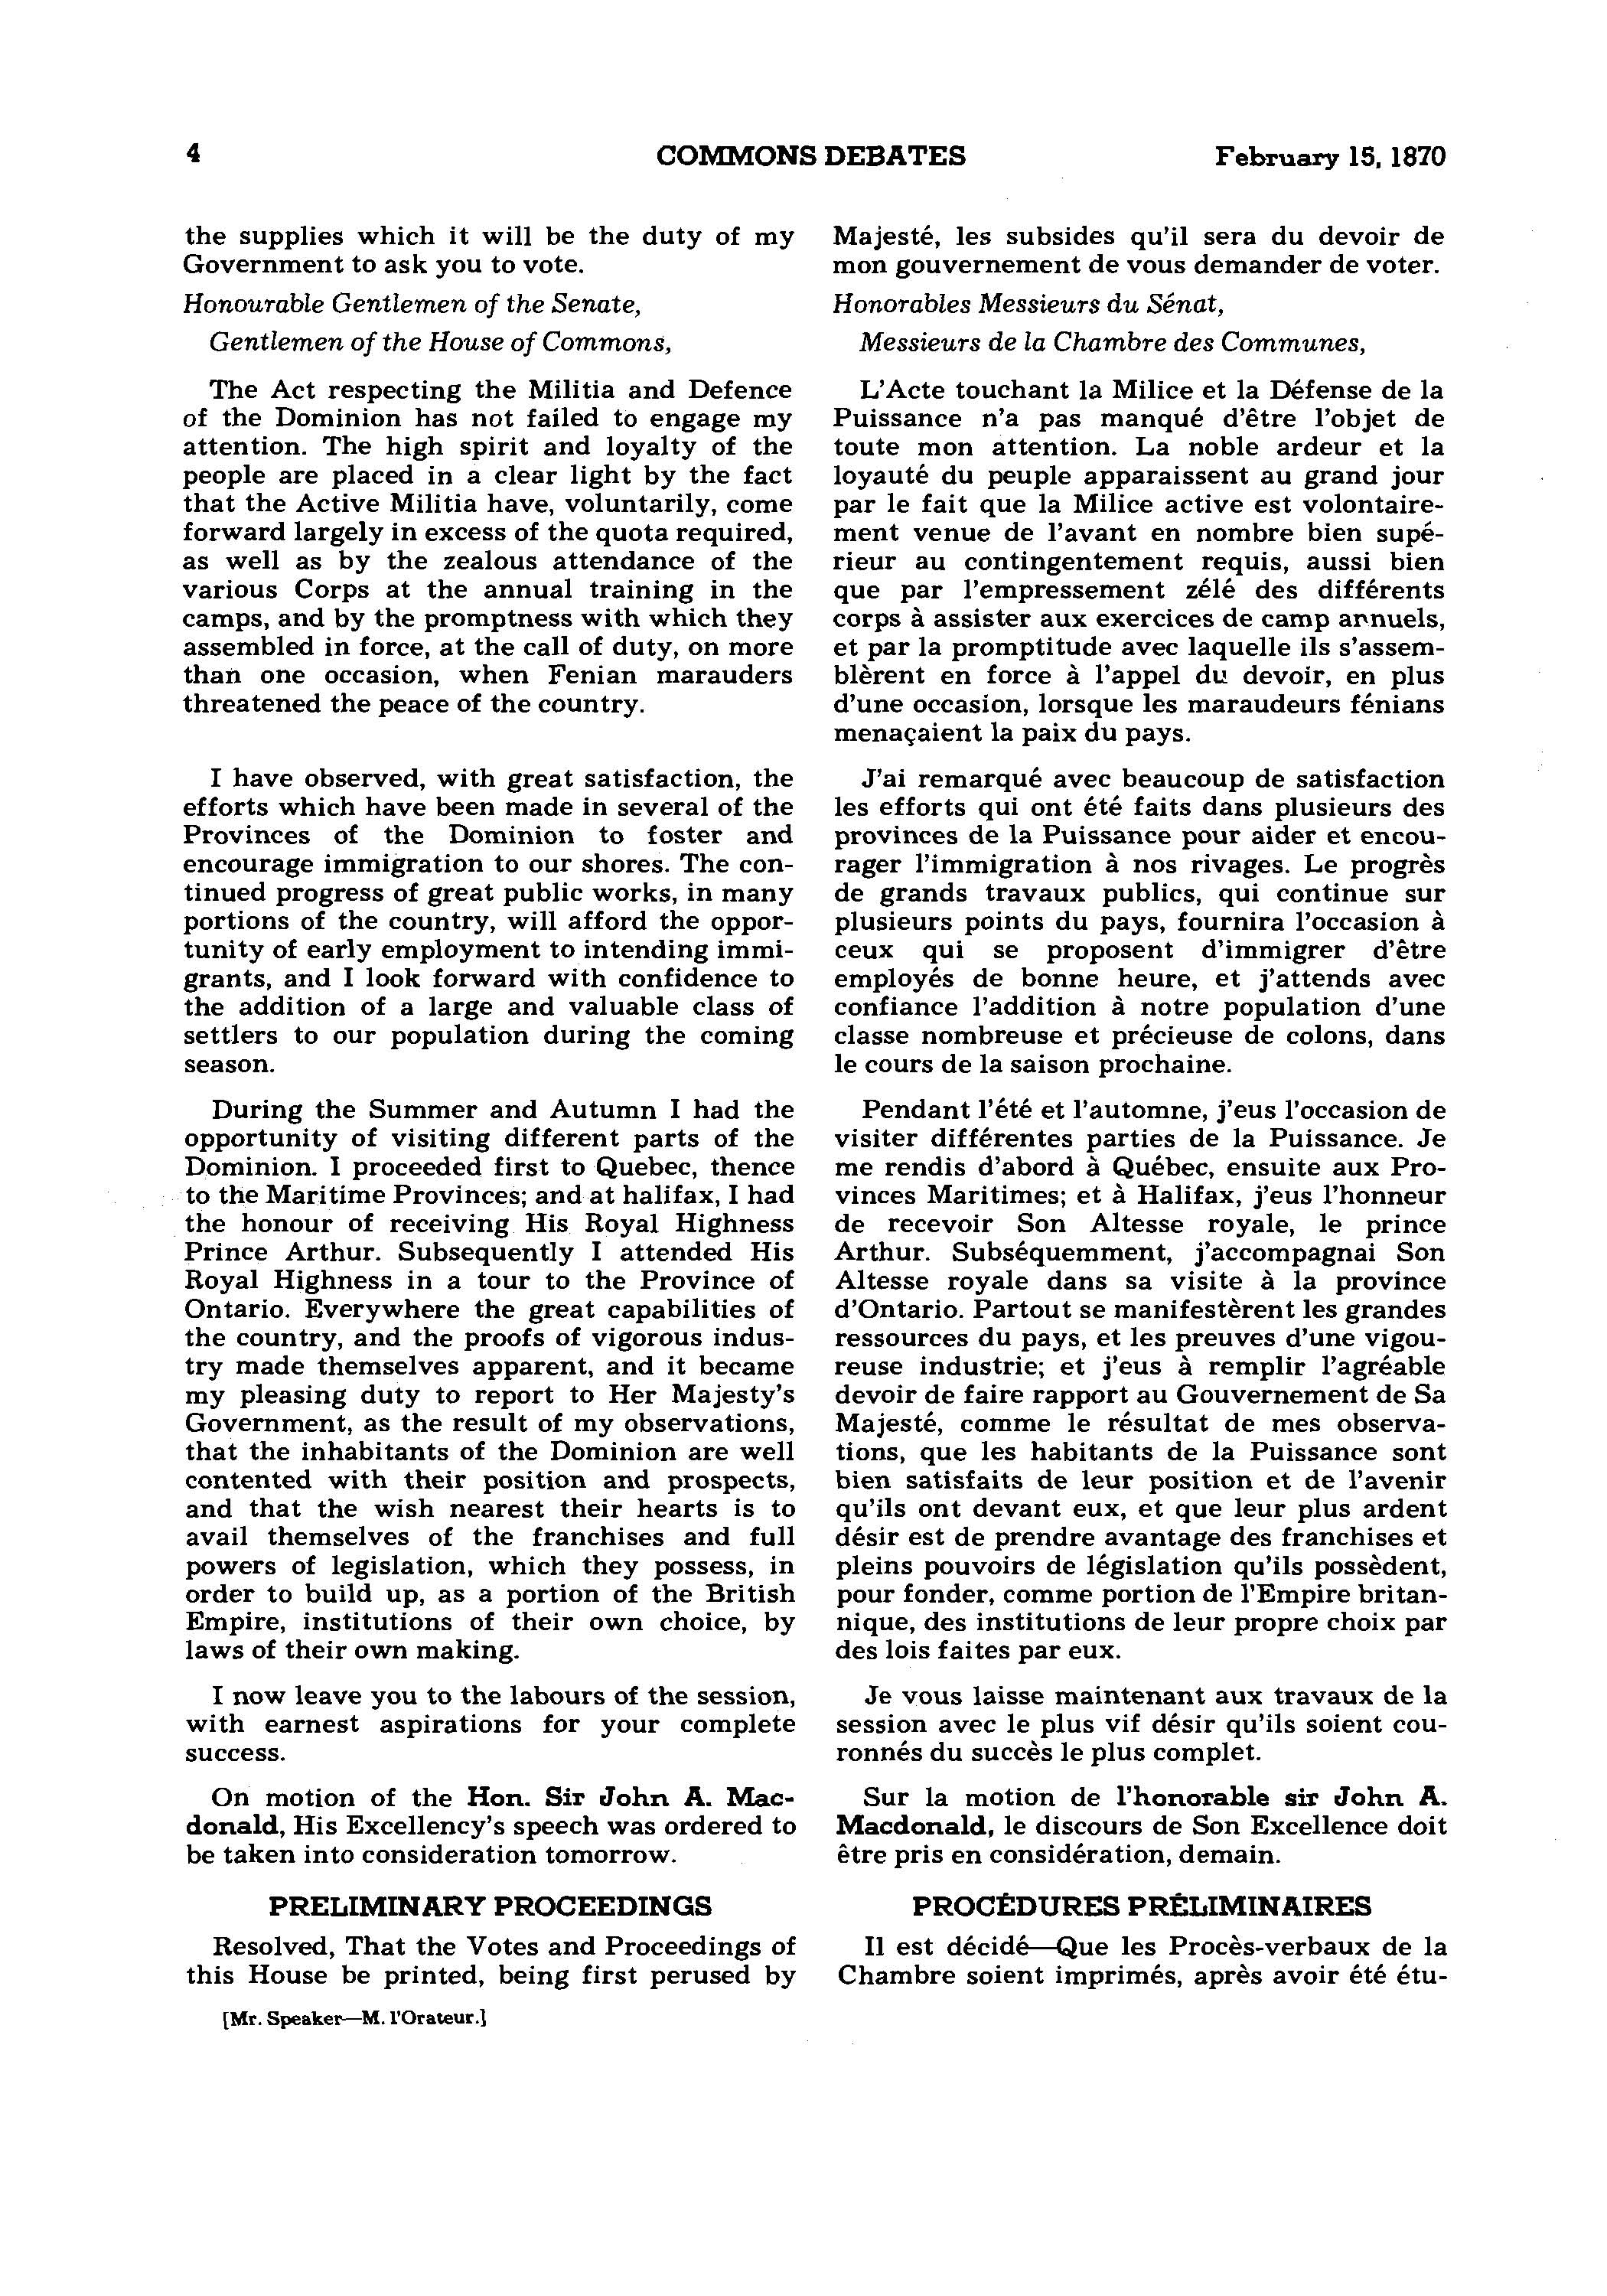 4
COMMONS DEBATES
February 15, 1870
the supplies which it will be the duty of my
Government to ask you to vote.
Honourable Gentlemen of the Senate,
Gentlemen of the House of Commons,
The Act respecting the Militia and Defence
of the Dominion has not failed to engage my
attention. The high spirit and loyalty of the
people are placed in a clear light by the fact
that the Active Militia have, voluntarily, come
forward largely in excess of the quota required,
as well as by the zealous attendance of the
various Corps at the annual training in the
camps, and by the promptness with which they
assembled in force, at the call of duty, on more
than one occasion, when Fenian marauders
threatened the peace of the country.
I have observed, with great satisfaction, the
efforts which have been made in several of the
Provinces of the Dominion to foster and
encourage immigration to our shores. The con-
tinued progress of great public works, in many
portions of the country, will afford the oppor-
tunity of early employment to intending immi-
grants, and I look forward with confidence to
the addition of a large and valuable class of
settlers to our population during the coming
season.
During the Summer and Autumn I had the
opportunity of visiting different parts of the
Dominion. I proceeded first to Quebec, thence
to the Maritime Provinces; and at halifax, I had
the honour of receiving His Royal Highness
Prince Arthur. Subsequently I attended His
Royal Highness in a tour to the Province of
Ontario. Everywhere the great capabilities of
the country, and the proofs of vigorous indus-
try made themselves apparent, and it became
my pleasing duty to report to Her Majesty's
Government, as the result of my observations,
that the inhabitants of the Dominion are well
contented with their position and prospects,
and that the wish nearest their hearts is to
avail themselves of the franchises and full
powers of legislation, which they possess, in
order to build up, as a portion of the British
Empire, institutions of their own choice, by
laws of their own making.
I now leave you to the labours of the session,
with earnest aspirations for your complete
success.
On motion of the Hon. Sir John A. Mac-
donald, His Excellency's speech was ordered to
be taken into consideration tomorrow.
PRELIMINARY PROCEEDINGS
Resolved, That the Votes and Proceedings of
this House be printed, being first perused by
[Mr. Speaker—M. l'Orateur.]
Majesté, les subsides qu'il sera du devoir de
mon gouvernement de vous demander de voter.
Honorables Messieurs du Sénat,
Messieurs de la Chambre des Communes,
L'Acte touchant la Milice et la Défense de la
Puissance n'a pas manqué d'être l'objet de
toute mon attention. La noble ardeur et la
loyauté du peuple apparaissent au grand jour
par le fait que la Milice active est volontaire-
ment venue de l'avant en nombre bien supé-
rieur au contingentement requis, aussi bien
que par l'empressement zélé des différents
corps à assister aux exercices de camp annuels,
et par la promptitude avec laquelle ils s'assem-
blèrent en force à l'appel du devoir, en plus
d'une occasion, lorsque les maraudeurs fénians
menaçaient la paix du pays.
J'ai remarqué avec beaucoup de satisfaction
les efforts qui ont été faits dans plusieurs des
provinces de la Puissance pour aider et encou-
rager l'immigration à nos rivages. Le progrès
de grands travaux publics, qui continue sur
plusieurs points du pays, fournira l'occasion à
ceux qui se proposent d'immigrer d'être
employés de bonne heure, et j'attends avec
confiance l'addition à notre population d'une
classe nombreuse et précieuse de colons, dans
le cours de la saison prochaine.
Pendant l'été et l'automne, j'eus l'occasion de
visiter différentes parties de la Puissance. Je
me rendis d'abord à Québec, ensuite aux Pro-
vinces Maritimes; et à Halifax, j'eus l'honneur
de recevoir Son Altesse royale, le prince
Arthur. Subséquemment, j'accompagnai Son
Altesse royale dans sa visite à la province
d'Ontario. Partout se manifestèrent les grandes
ressources du pays, et les preuves d'une vigou-
reuse industrie; et j'eus à remplir l'agréable
devoir de faire rapport au Gouvernement de Sa
Majesté, comme le résultat de mes observa-
tions, que les habitants de la Puissance sont
bien satisfaits de leur position et de l'avenir
qu'ils ont devant eux, et que leur plus ardent
désir est de prendre avantage des franchises et
pleins pouvoirs de législation qu'ils possèdent,
pour fonder, comme portion de l'Empire britan-
nique, des institutions de leur propre choix par
des lois faites par eux.
Je vous laisse maintenant aux travaux de la
session avec le plus vif désir qu'ils soient cou-
ronnés du succès le plus complet.
Sur la motion de l'honorable sir John A.
Macdonald, le discours de Son Excellence doit
être pris en considération, demain.
PROCÉDURES PRÉLIMINAIRES
Il est décidé—Que les Procès-verbaux de la
Chambre soient imprimés, après avoir été étu-